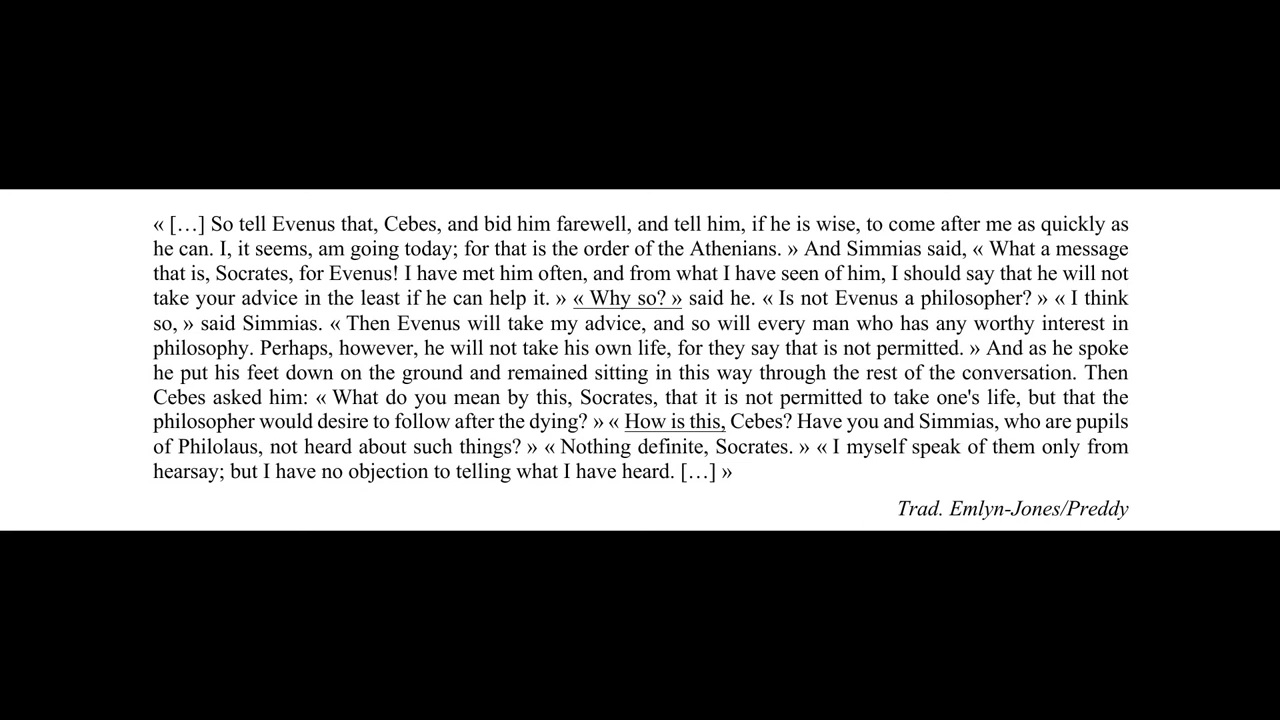 « […] So tell Evenus that, Cebes, and bid him farewell, and tell him, if he is wise, to come after me as quickly as
he can. I, it seems, am going today; for that is the order of the Athenians. » And Simmias said, « What a message
that is, Socrates, for Evenus! I have met him often, and from what I have seen of him, I should say that he will not
take your advice in the least if he can help it. » « Why so? » said he. « Is not Evenus a philosopher? » « I think
so, » said Simmias. « Then Evenus will take my advice, and so will every man who has any worthy interest in
philosophy. Perhaps, however, he will not take his own life, for they say that is not permitted. » And as he spoke
he put his feet down on the ground and remained sitting in this way through the rest of the conversation. Then
Cebes asked him: « What do you mean by this, Socrates, that it is not permitted to take one's life, but that the
philosopher would desire to follow after the dying? » « How is this, Cebes? Have you and Simmias, who are pupils
of Philolaus, not heard about such things? » « Nothing definite, Socrates. » « I myself speak of them only from
hearsay; but I have no objection to telling what I have heard. […] »
Trad. Emlyn-Jones/Preddy